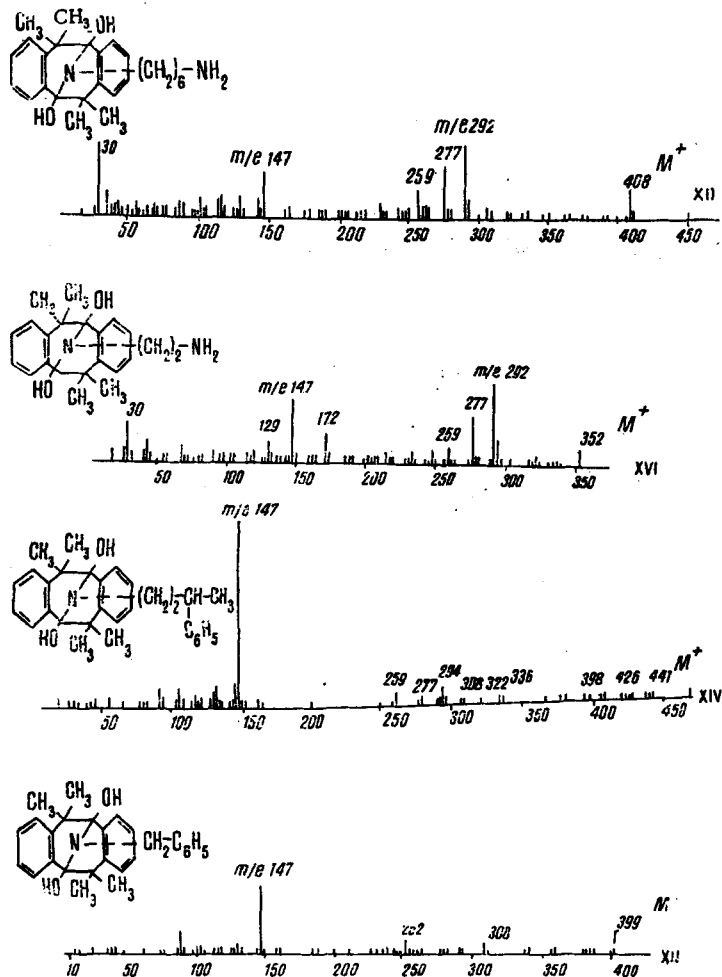 CH₃ CH₃ OH
N (CH₂)₆-NH₂
HO CH₃ CH₃
30
m/e 147
259
277
m/e 292
408
M⁺
XII
50 100 150 200 250 300 350 400 450
CH₃ CH₃ OH
N (CH₂)₂-NH₂
HO CH₃ CH₃
30
129
m/e 147
172
259
277
m/e 292
352
M⁺
XVI
50 100 150 200 250 300 350
m/e 147
CH₃ CH₃ OH
N (CH₂)₂-CH-CH₃
C₆H₅
HO CH₃ CH₃
259 277 294 308 322 336 398 426 441
M⁺
XIV
50 100 150 200 250 300 350 400 450
CH₃ CH₃ OH
N CH₂-C₆H₅
HO CH₃ CH₃
m/e 147
308
399
M
10 50 100 150 200 250 300 350 400